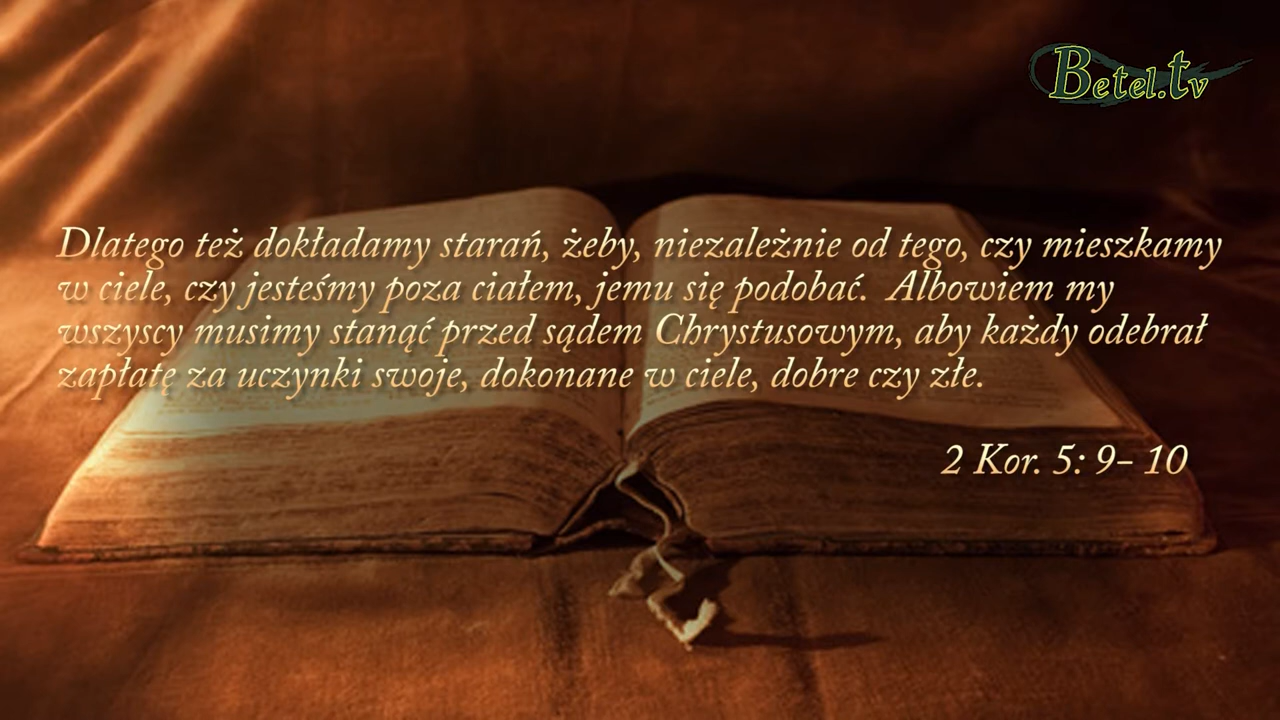 Betel.tv
Dlatego też dokładamy starań, żeby, niezależnie od tego, czy mieszkamy
w ciele, czy jesteśmy poza ciałem, jemu się podobać. Albowiem my
wszyscy musimy stanąć przed sądem Chrystusowym, aby każdy odebrał
zapłatę za uczynki swoje, dokonane w ciele, dobre czy złe.
2 Kor. 5: 9– 10